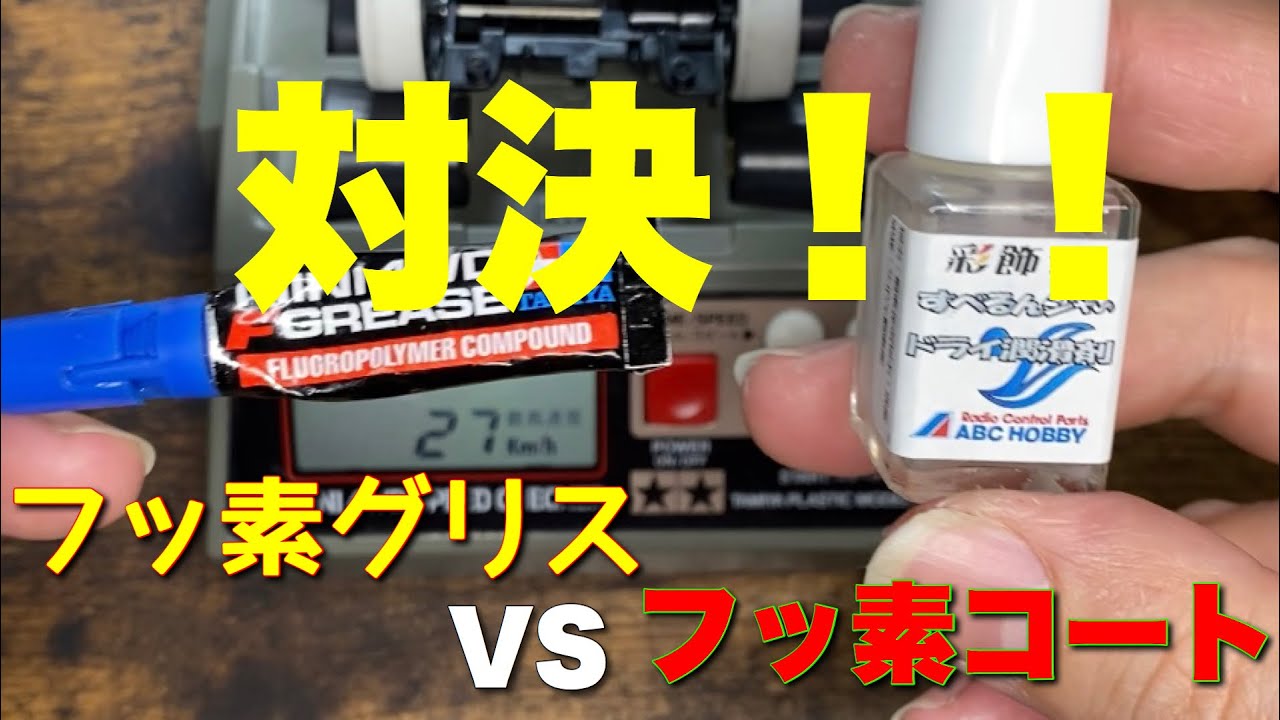 対決！！
GREASE
TAMIYA
FLUOROPOLYMER COMPOUND
27
Km/h
POWER
ON/OFF
彩飾
すべるんジャい
ドライ潤滑剤
Radio Control Parts
ABC HOBBY
フッ素グリス
vs
フッ素コート